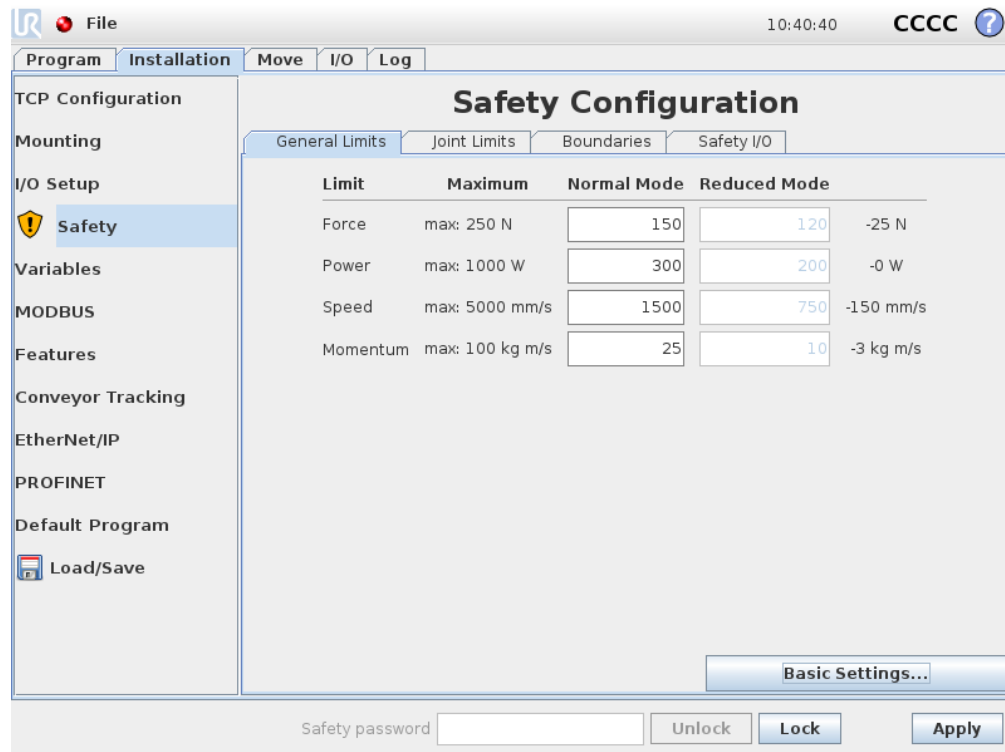 UR File 10:40:40 CCCC ?
Program Installation Move I/O Log
TCP Configuration
Mounting
I/O Setup
Safety
Variables
MODBUS
Features
Conveyor Tracking
EtherNet/IP
PROFINET
Default Program
Load/Save
Safety Configuration
General Limits Joint Limits Boundaries Safety I/O
Limit Maximum Normal Mode Reduced Mode
Force max: 250 N 150 120 -25 N
Power max: 1000 W 300 200 -0 W
Speed max: 5000 mm/s 1500 750 -150 mm/s
Momentum max: 100 kg m/s 25 10 -3 kg m/s
Basic Settings...
Safety password Unlock Lock Apply